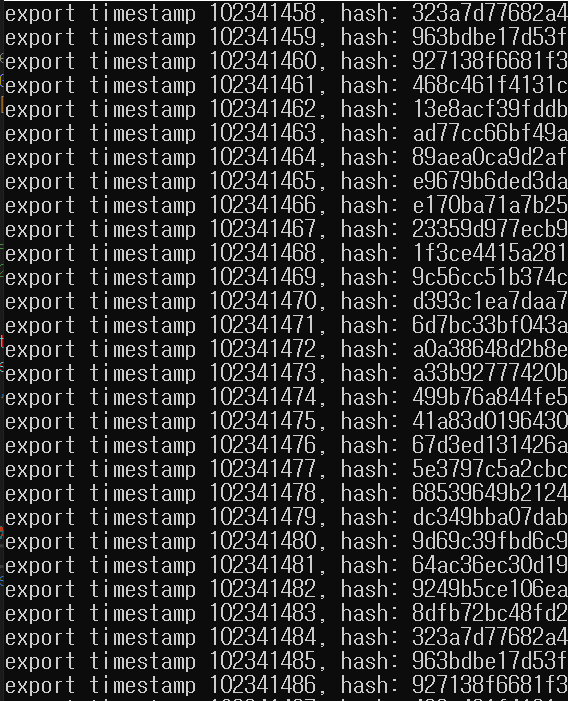 export timestamp 102341458, hash: 323a7d77682a4
export timestamp 102341459, hash: 963bdbe17d53f
export timestamp 102341460, hash: 927138f6681f3
export timestamp 102341461, hash: 468c461f4131c
export timestamp 102341462, hash: 13e8acf39fddb
export timestamp 102341463, hash: ad77cc66bf49a
export timestamp 102341464, hash: 89aea0ca9d2af
export timestamp 102341465, hash: e9679b6ded3da
export timestamp 102341466, hash: e170ba71a7b25
export timestamp 102341467, hash: 23359d977ecb9
export timestamp 102341468, hash: 1f3ce4415a281
export timestamp 102341469, hash: 9c56cc51b374c
export timestamp 102341470, hash: d393c1ea7daa7
export timestamp 102341471, hash: 6d7bc33bf043a
export timestamp 102341472, hash: a0a38648d2b8e
export timestamp 102341473, hash: a33b92777420b
export timestamp 102341474, hash: 499b76a844fe5
export timestamp 102341475, hash: 41a83d0196430
export timestamp 102341476, hash: 67d3ed131426a
export timestamp 102341477, hash: 5e3797c5a2cbc
export timestamp 102341478, hash: 68539649b2124
export timestamp 102341479, hash: dc349bba07dab
export timestamp 102341480, hash: 9d69c39fbd6c9
export timestamp 102341481, hash: 64ac36ec30d19
export timestamp 102341482, hash: 9249b5ce106ea
export timestamp 102341483, hash: 8dfb72bc48fd2
export timestamp 102341484, hash: 323a7d77682a4
export timestamp 102341485, hash: 963bdbe17d53f
export timestamp 102341486, hash: 927138f6681f3